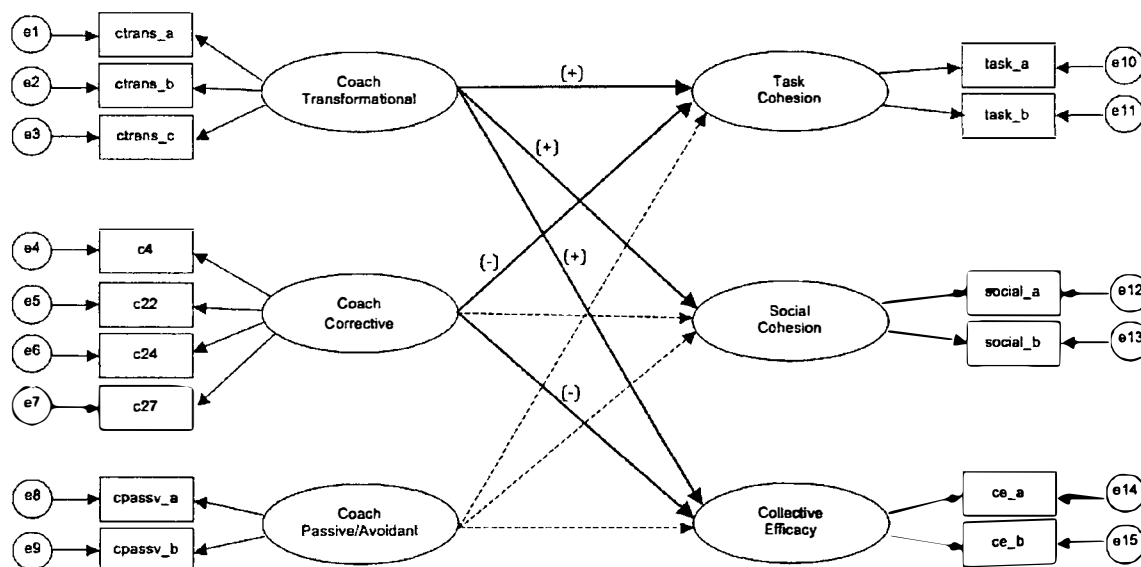 e1
ctrans_a
e2
ctrans_b
e3
ctrans_c
Coach
Transformational
(+)
Task
Cohesion
task_a
e10
task_b
e11
(+)
e4
c4
e5
c22
e6
c24
e7
c27
Coach
Corrective
(-)
(+)
(-)
Social
Cohesion
social_a
e12
social_b
e13
e8
cpassv_a
e9
cpassv_b
Coach
Passive/Avoidant
Collective
Efficacy
ce_a
e14
ce_b
e15